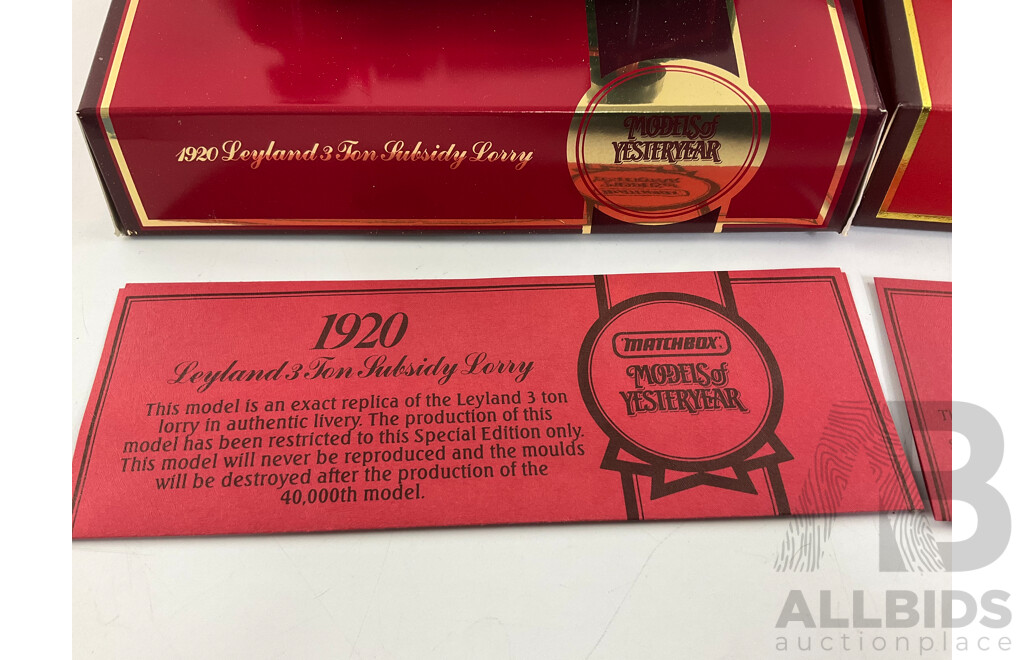 1920 Leyland 3 Ton Subsidy Lorry
MODELS of
YESTERYEAR
1920
Leyland 3 Ton Subsidy Lorry
This model is an exact replica of the Leyland 3 ton
lorry in authentic livery. The production of this
model has been restricted to this Special Edition only.
This model will never be reproduced and the moulds
will be destroyed after the production of the
40,000th model.
MATCHBOX
MODELS of
YESTERYEAR
AB
ALLBIDS
auctionplace